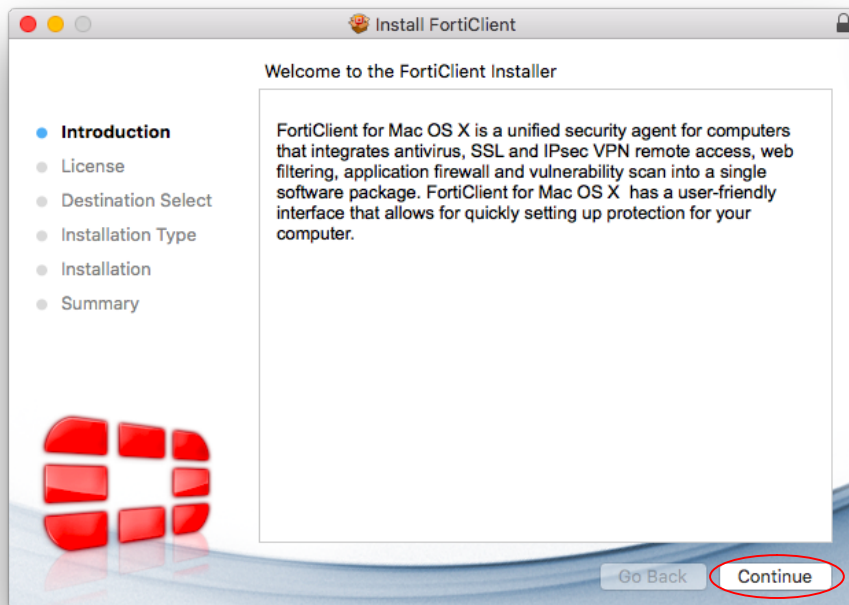 Install FortiClient
Welcome to the FortiClient Installer
Introduction
License
Destination Select
Installation Type
Installation
Summary
FortiClient for Mac OS X is a unified security agent for computers
that integrates antivirus, SSL and IPsec VPN remote access, web
filtering, application firewall and vulnerability scan into a single
software package. FortiClient for Mac OS X  has a user-friendly
interface that allows for quickly setting up protection for your
computer.
Go Back
Continue